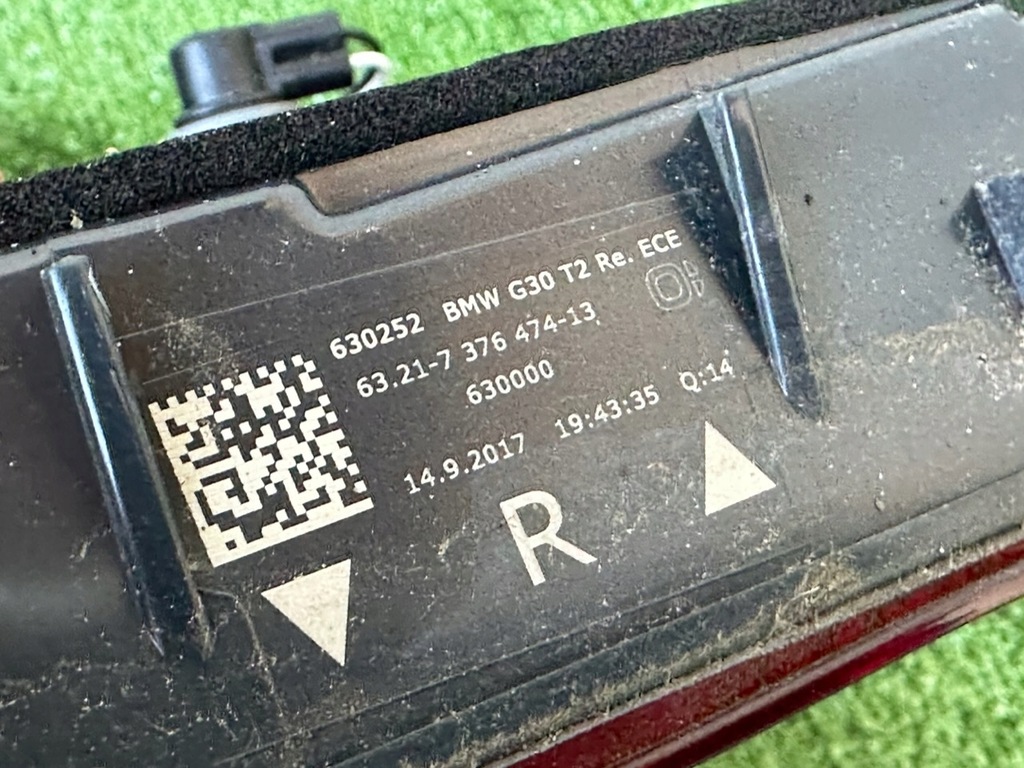 630252 BMW G30 T2 Re. ECE
63.21-7 376 474-13
630000
14.9.2017 19:43:35 Q:14
R